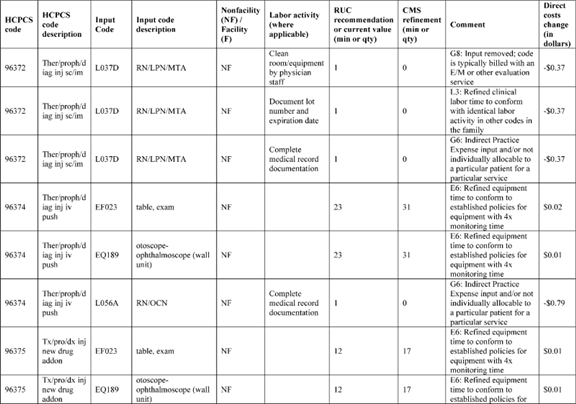 HCPCS code | HCPCS code description | Input Code | Input code description | Nonfacility (NF) / Facility (F) | Labor activity (where applicable) | RUC recommendation or current value (min or qty) | CMS refinement (min or qty) | Comment | Direct costs change (in dollars)
96372 | Ther/proph/diag inj sc/im | L037D | RN/LPN/MTA | NF | Clean room/equipment by physician staff | 1 | 0 | G8: Input removed; code is typically billed with an E/M or other evaluation service | -$0.37
96372 | Ther/proph/diag inj sc/im | L037D | RN/LPN/MTA | NF | Document lot number and expiration date | 1 | 0 | L3: Refined clinical labor time to conform with identical labor activity in other codes in the family | -$0.37
96372 | Ther/proph/diag inj sc/im | L037D | RN/LPN/MTA | NF | Complete medical record documentation | 1 | 0 | G6: Indirect Practice Expense input and/or not individually allocable to a particular patient for a particular service | -$0.37
96374 | Ther/proph/diag inj iv push | EF023 | table, exam | NF | | 23 | 31 | E6: Refined equipment time to conform to established policies for equipment with 4x monitoring time | $0.02
96374 | Ther/proph/diag inj iv push | EQ189 | otoscope-ophthalmoscope (wall unit) | NF | | 23 | 31 | E6: Refined equipment time to conform to established policies for equipment with 4x monitoring time | $0.01
96374 | Ther/proph/diag inj iv push | L056A | RN/OCN | NF | Complete medical record documentation | 1 | 0 | G6: Indirect Practice Expense input and/or not individually allocable to a particular patient for a particular service | -$0.79
96375 | Tx/pro/dx inj new drug addon | EF023 | table, exam | NF | | 12 | 17 | E6: Refined equipment time to conform to established policies for equipment with 4x monitoring time | $0.01
96375 | Tx/pro/dx inj new drug addon | EQ189 | otoscope-ophthalmoscope (wall unit) | NF | | 12 | 17 | E6: Refined equipment time to conform to established policies for | $0.01